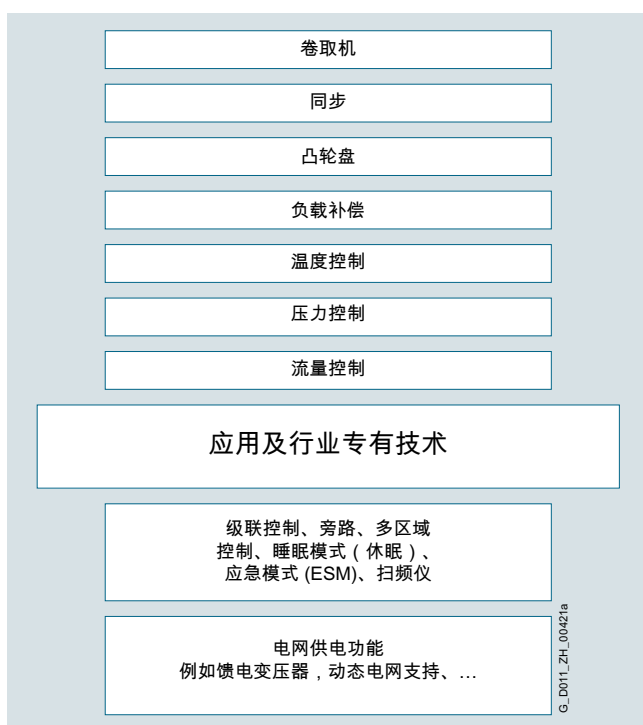 卷取机
同步
凸轮盘
负载补偿
温度控制
压力控制
流量控制
应用及行业专有技术
级联控制、旁路、多区域
控制、睡眠模式（休眠）、
应急模式 (ESM)、扫频仪
电网供电功能
例如馈电变压器，动态电网支持、…
G_D011_ZH_00421a